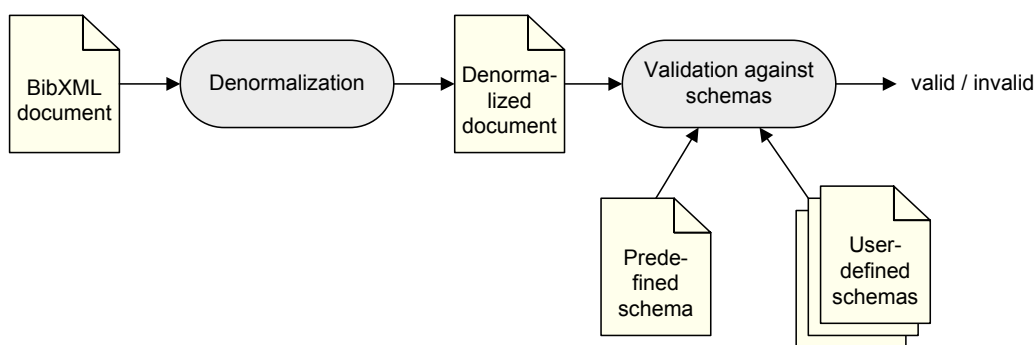 BibXML
document
Denormalization
Denorma-
lized
document
Validation against
schemas
valid / invalid
Prede-
fined
schema
User-
defined
schemas